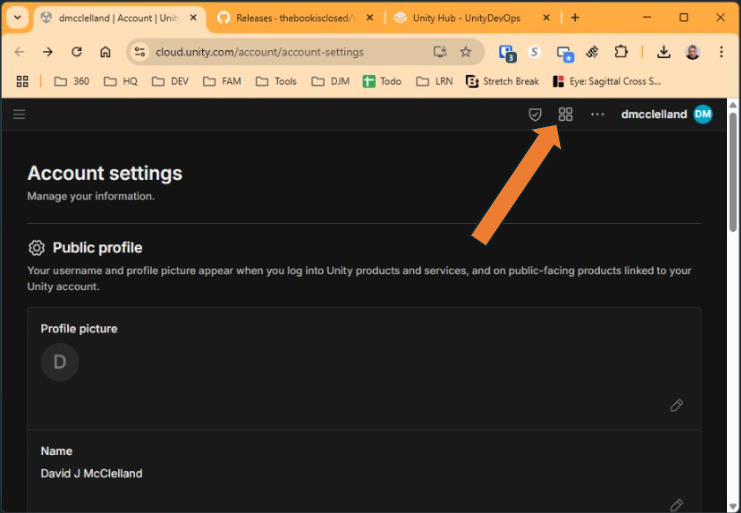 dmcclelland | Account | Unity
Releases · thebookisclosed/
Unity Hub - UnityDevOps
cloud.unity.com/account/account-settings
3
S
360
HQ
DEV
FAM
Tools
DJM
Todo
LRN
Stretch Break
Eye: Sagittal Cross S...
dmcclelland
DM
Account settings
Manage your information.
Public profile
Your username and profile picture appear when you log into Unity products and services, and on public-facing products linked to your
Unity account.
Profile picture
D
Name
David J McClelland